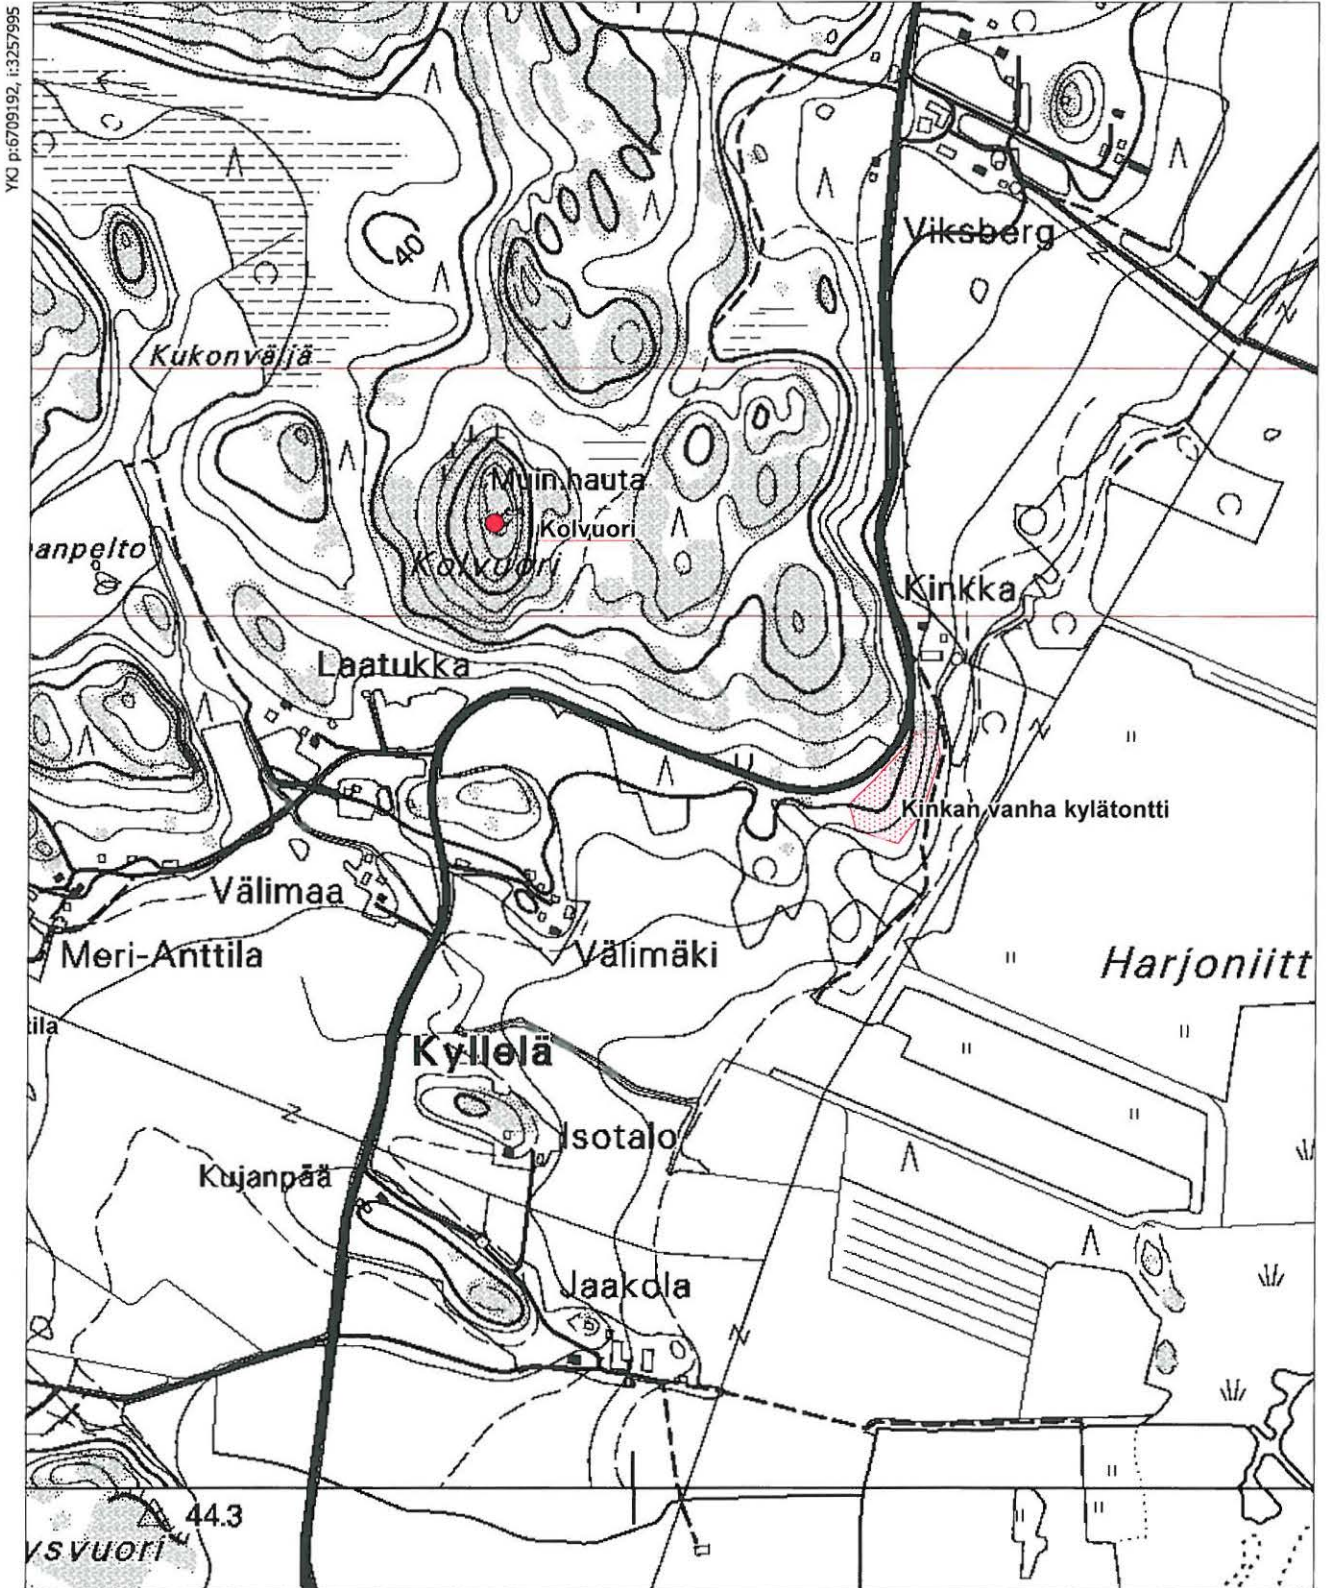 YKJ p:6709192, i:3257995
Viksberg
40
Kukonväljä
Muin.hauta
Kolvuori
Kolvuori
anpelto
Kinkka
Laatukka
Kinkan vanha kylätontti
Välimaa
Meri-Anttila
Välimäki
Harjoniitt
tila
Kyllelä
Isotalo
Kujanpää
Jaakola
44.3
ysvuori